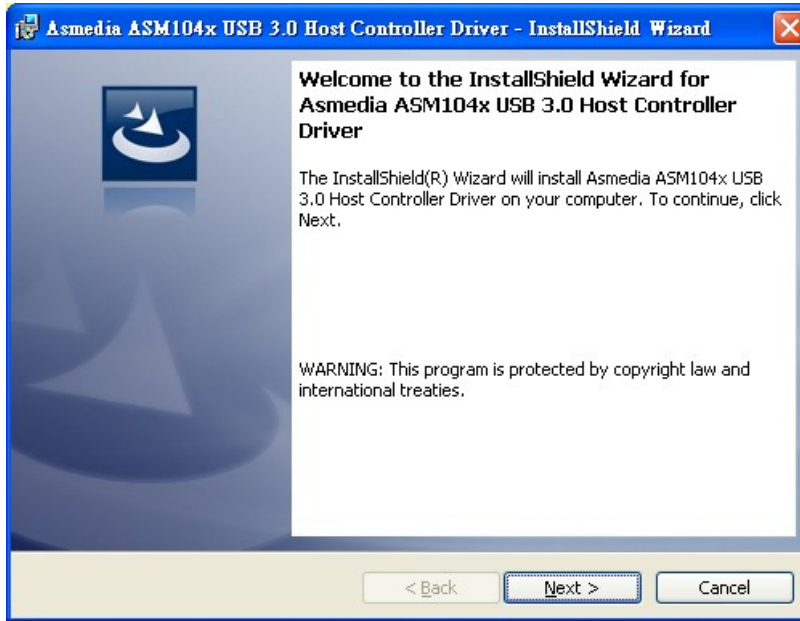 Asmedia ASM104x USB 3.0 Host Controller Driver - InstallShield Wizard
Welcome to the InstallShield Wizard for
Asmedia ASM104x USB 3.0 Host Controller
Driver
The InstallShield(R) Wizard will install Asmedia ASM104x USB
3.0 Host Controller Driver on your computer. To continue, click
Next.
WARNING: This program is protected by copyright law and
international treaties.
< Back Next > Cancel